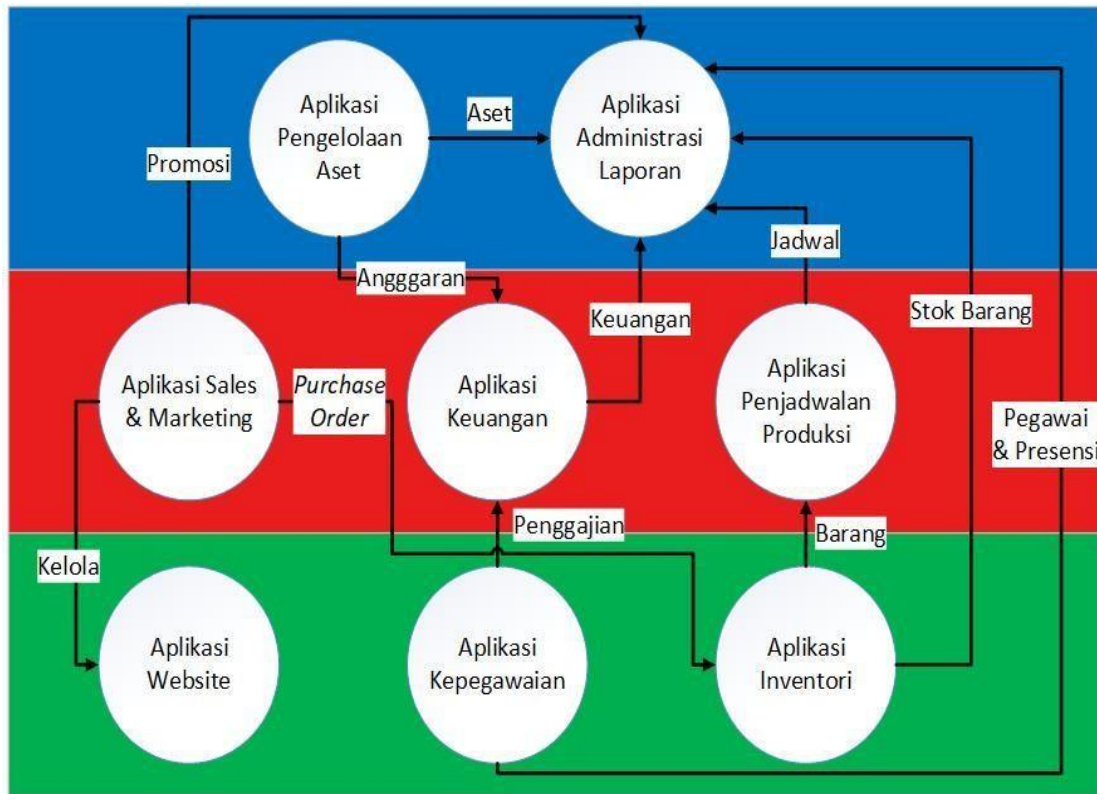 Aplikasi
Pengelolaan
Aset
Aset
Aplikasi
Administrasi
Laporan
Promosi
Jadwal
Angggaran
Keuangan
Stok Barang
Aplikasi Sales
& Marketing
Purchase
Order
Aplikasi
Keuangan
Aplikasi
Penjadwalan
Produksi
Pegawai
& Presensi
Kelola
Penggajian
Barang
Aplikasi
Website
Aplikasi
Kepegawaian
Aplikasi
Inventori